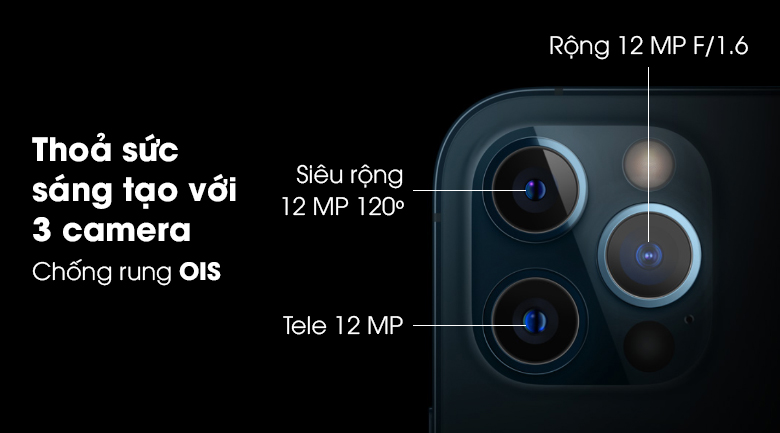 Thoả sức
sáng tạo với
3 camera
Chống rung OIS
Rộng 12 MP F/1.6
Siêu rộng
12 MP 120º
Tele 12 MP